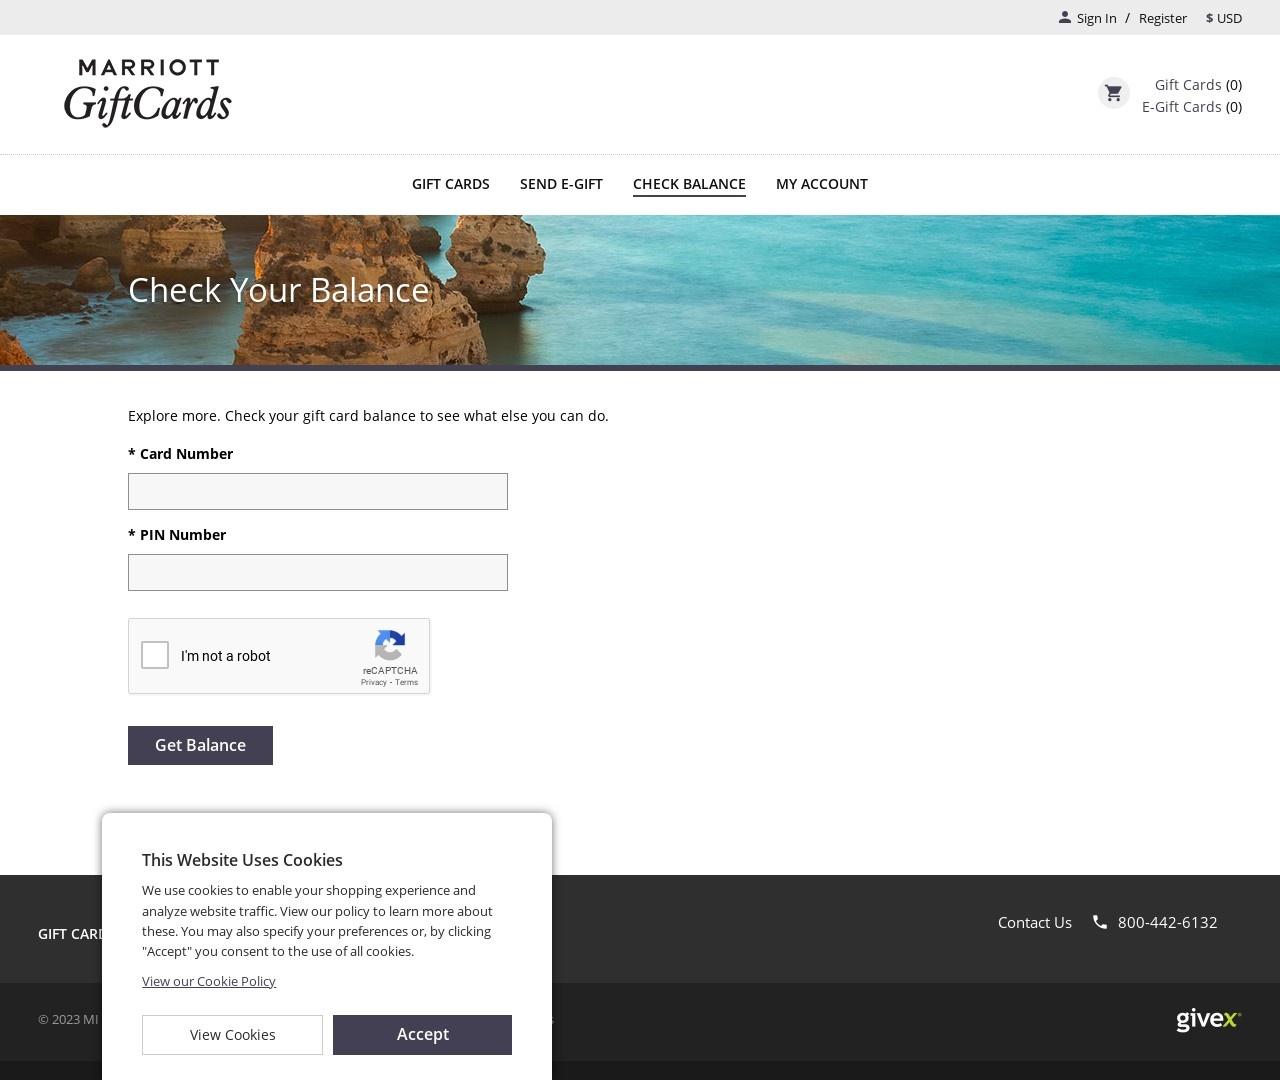 Sign In / Register $ USD
MARRIOTT
GiftCards
Gift Cards (0)
E-Gift Cards (0)
GIFT CARDS SEND E-GIFT CHECK BALANCE MY ACCOUNT
Check Your Balance
Explore more. Check your gift card balance to see what else you can do.
* Card Number
* PIN Number
I'm not a robot
reCAPTCHA
Privacy - Terms
Get Balance
This Website Uses Cookies
We use cookies to enable your shopping experience and
analyze website traffic. View our policy to learn more about
these. You may also specify your preferences or, by clicking
"Accept" you consent to the use of all cookies.
View our Cookie Policy
View Cookies Accept
GIFT CARD
Contact Us 800-442-6132
© 2023 MI
givex